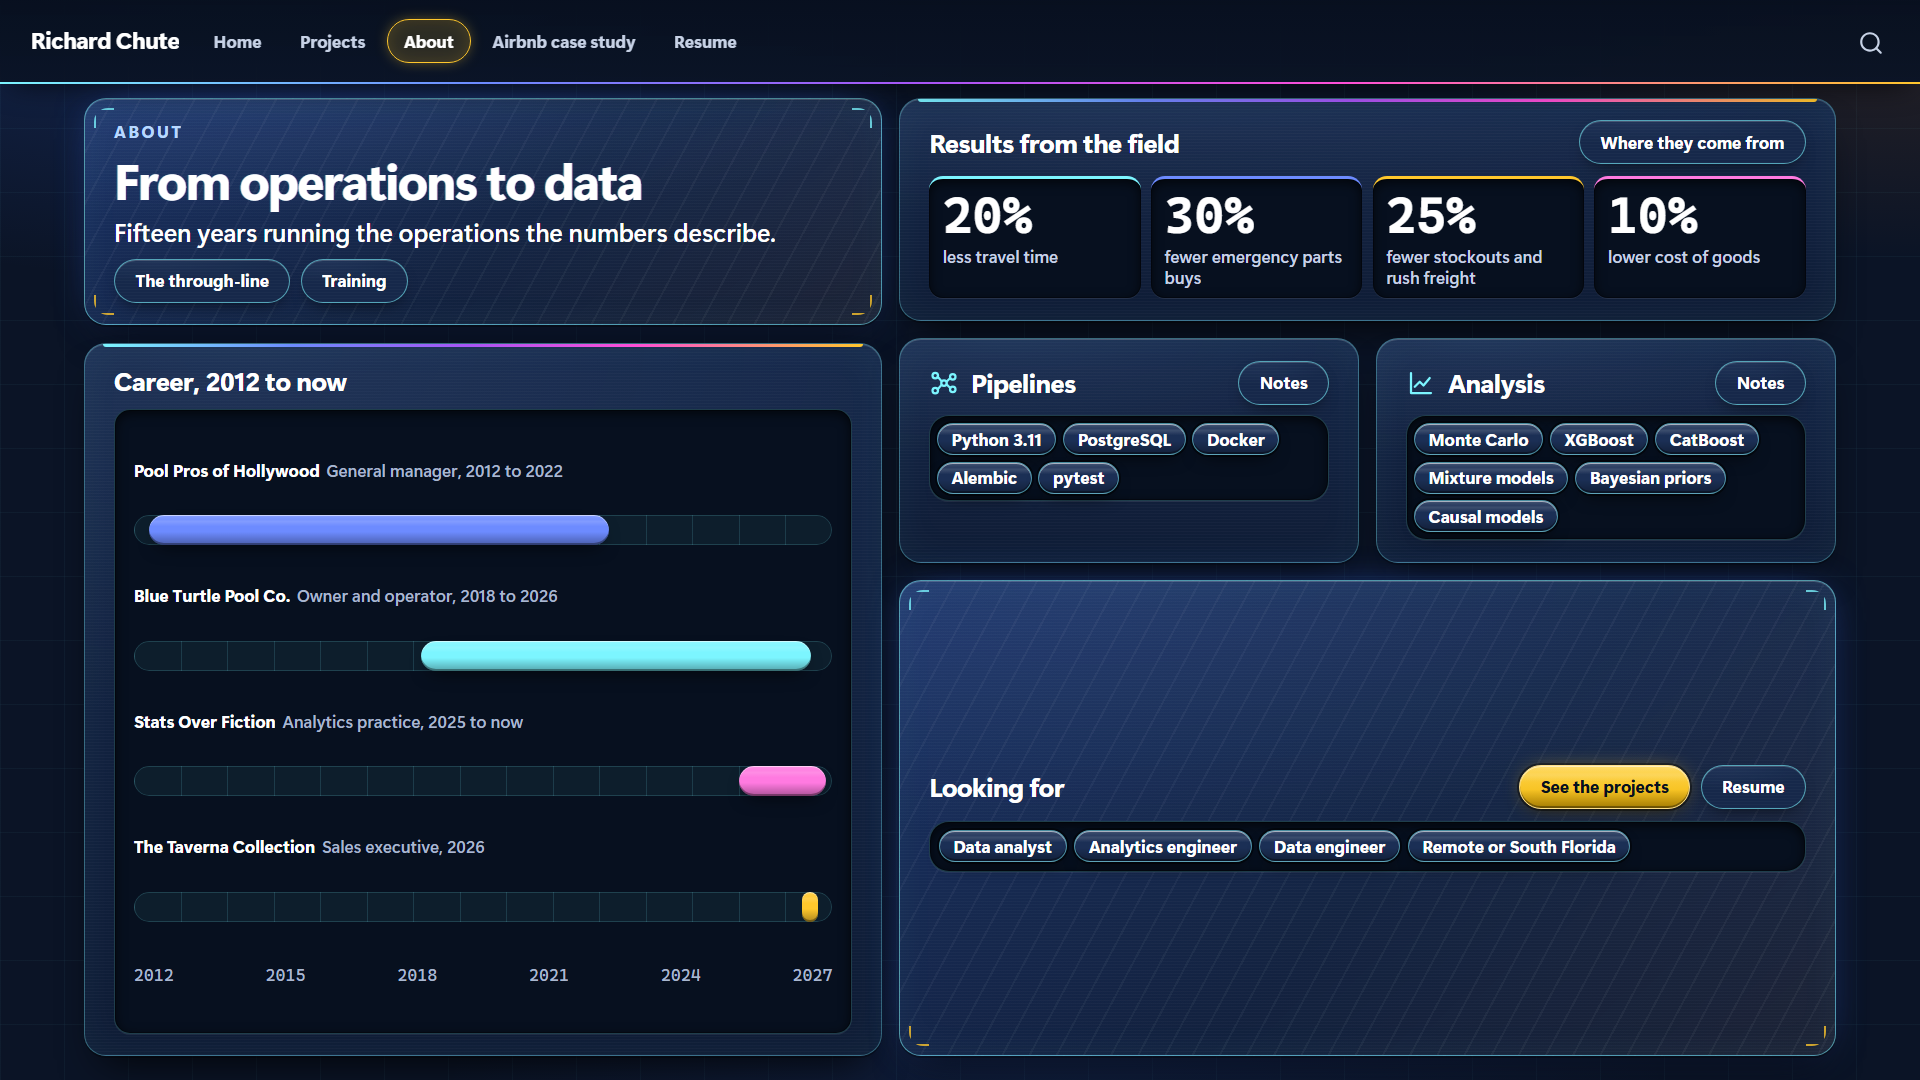 Richard Chute
Home
Projects
About
Airbnb case study
Resume
ABOUT
From operations to data
Fifteen years running the operations the numbers describe.
The through-line
Training
Career, 2012 to now
Pool Pros of Hollywood General manager, 2012 to 2022
Blue Turtle Pool Co. Owner and operator, 2018 to 2026
Stats Over Fiction Analytics practice, 2025 to now
The Taverna Collection Sales executive, 2026
2012 2015 2018 2021 2024 2027
Results from the field
Where they come from
20%
less travel time
30%
fewer emergency parts
buys
25%
fewer stockouts and
rush freight
10%
lower cost of goods
Pipelines
Notes
Python 3.11
PostgreSQL
Docker
Alembic
pytest
Analysis
Notes
Monte Carlo
XGBoost
CatBoost
Mixture models
Bayesian priors
Causal models
Looking for
See the projects
Resume
Data analyst
Analytics engineer
Data engineer
Remote or South Florida